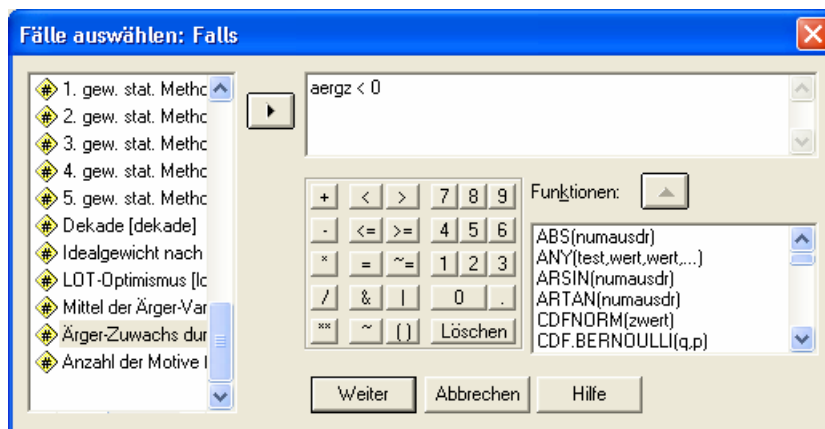 Fälle auswählen: Falls
1. gew. stat. Methc
2. gew. stat. Methc
3. gew. stat. Methc
4. gew. stat. Methc
5. gew. stat. Methc
Dekade [dekade]
Idealgewicht nach
LOT-Optimismus [lc
Mittel der Ärger-Var
Ärger-Zuwachs dur
Anzahl der Motive (
aergz < 0
+ < > 7 8 9
- <= >= 4 5 6
* = ~= 1 2 3
/ & | 0 .
** ~ () Löschen
Funktionen:
ABS(numausdr)
ANY(test,wert,wert,...)
ARSIN(numausdr)
ARTAN(numausdr)
CDFNORM(zwert)
CDF.BERNOULLI(q,p)
Weiter Abbrechen Hilfe